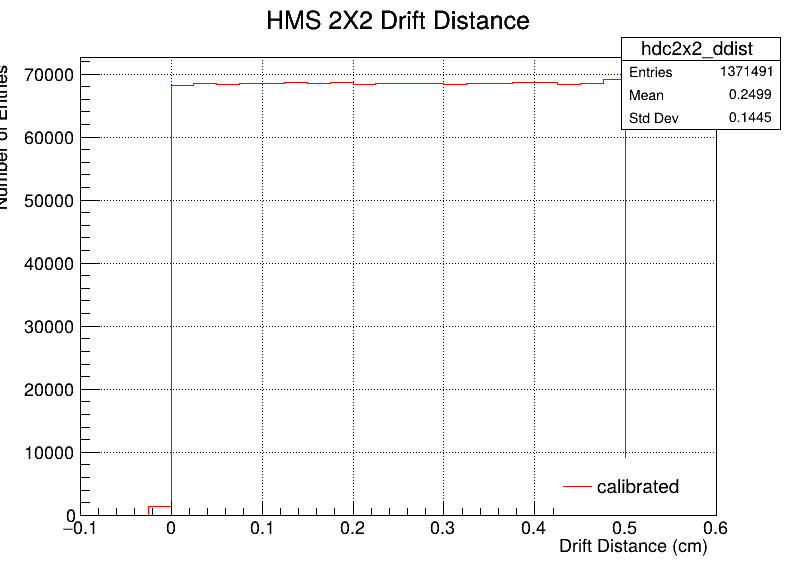 HMS 2X2 Drift Distance
hdc2x2_ddist
Entries 1371491
Mean 0.2499
Std Dev 0.1445
Number of Entries
70000
60000
50000
40000
30000
20000
10000
0
−0.1 0 0.1 0.2 0.3 0.4 0.5 0.6
calibrated
Drift Distance (cm)